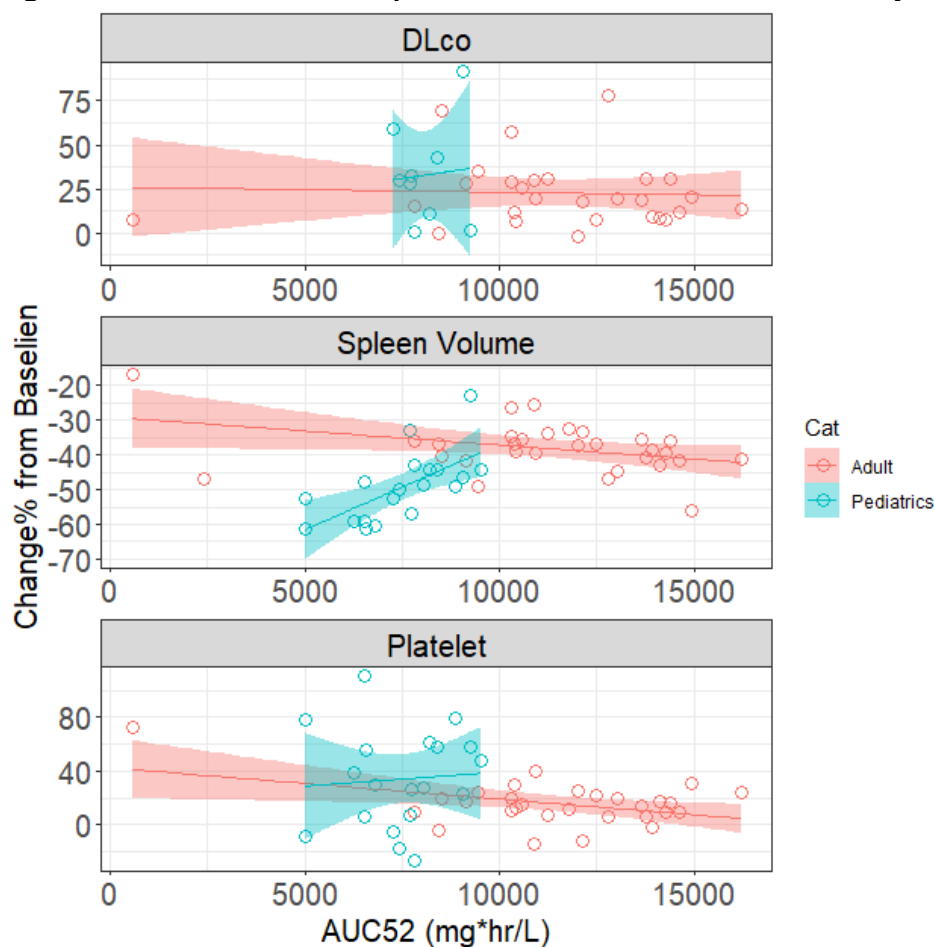 DLco
75
50
25
0
0 5000 10000 15000
Spleen Volume
-20
-30
-40
-50
-60
-70
0 5000 10000 15000
Platelet
80
40
0
0 5000 10000 15000
Change% from Baselien
AUC52 (mg*hr/L)
Cat
Adult
Pediatrics